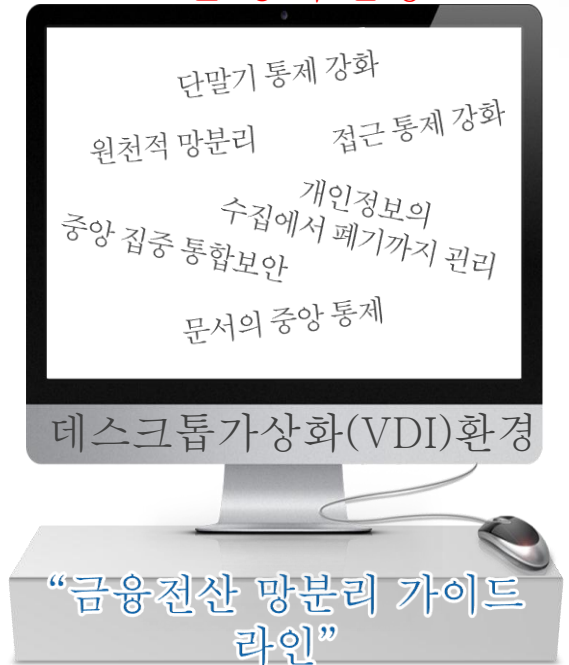 단말기 통제 강화
원천적 망분리
접근 통제 강화
개인정보의
수집에서 폐기까지 괸리
중앙 집중 통합보안
문서의 중앙 통제
데스크톱가상화(VDI)환경
“금융전산 망분리 가이드
라인”